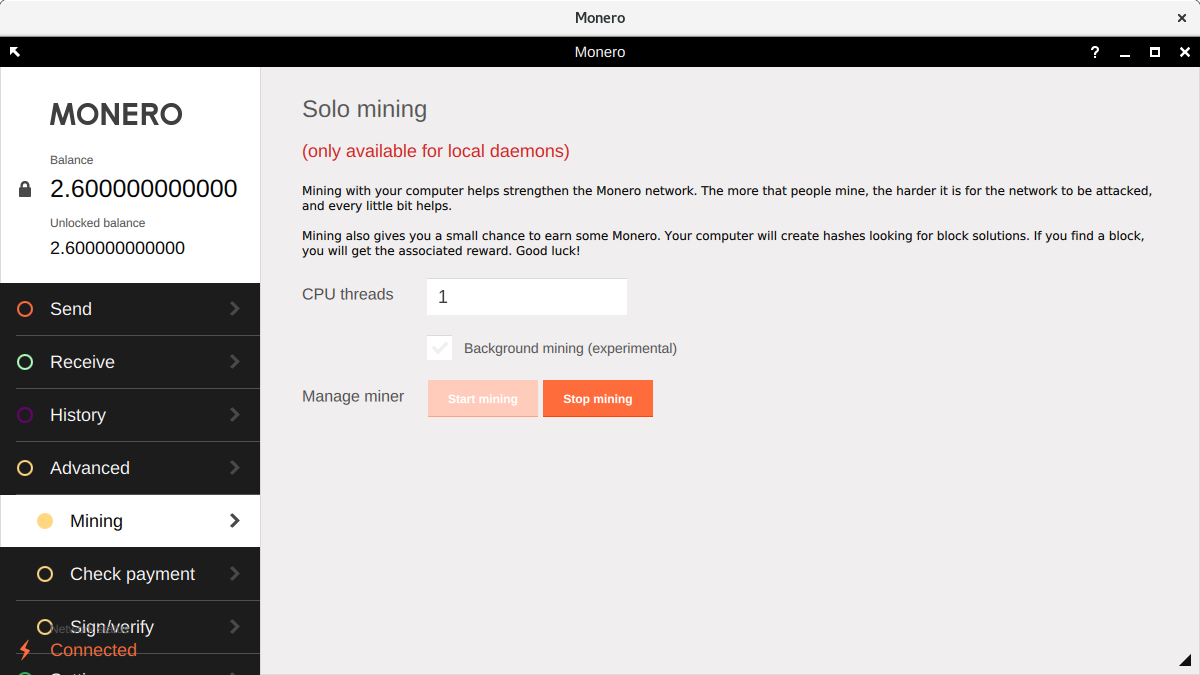 Monero
Monero
?
MONERO
Balance
2.600000000000
Unlocked balance
2.600000000000
Send
Receive
History
Advanced
Mining
Check payment
Sign/verify
Connected
Solo mining
(only available for local daemons)
Mining with your computer helps strengthen the Monero network. The more that people mine, the harder it is for the network to be attacked,
and every little bit helps.
Mining also gives you a small chance to earn some Monero. Your computer will create hashes looking for block solutions. If you find a block,
you will get the associated reward. Good luck!
CPU threads
1
Background mining (experimental)
Manage miner
Start mining
Stop mining